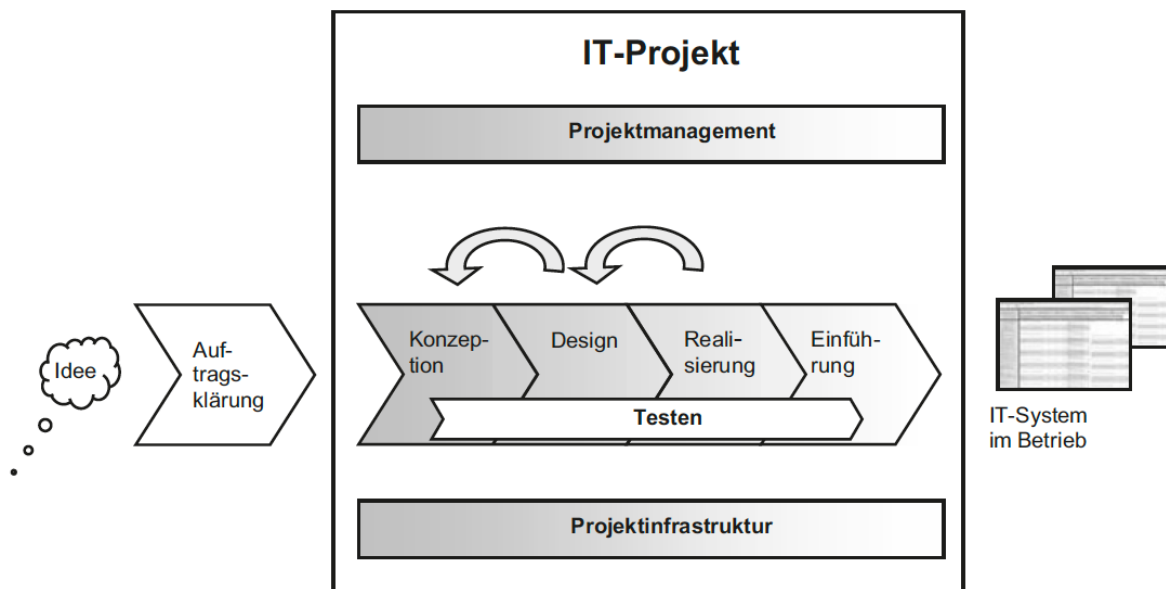 IT-Projekt
Projektmanagement
Idee
Auf-
trags-
klärung
Konzep-
tion
Design
Reali-
sierung
Einfüh-
rung
Testen
IT-System
im Betrieb
Projektinfrastruktur